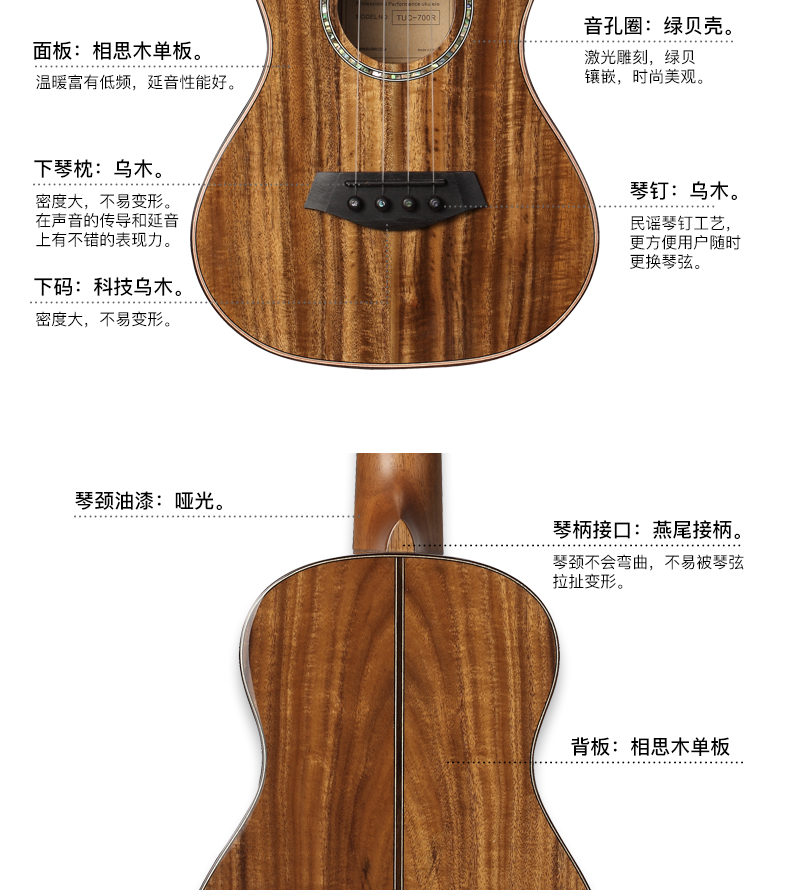 Performance ukulele
MODEL NO TUC-700R
音孔圈：绿贝壳。
激光雕刻，绿贝
镶嵌，时尚美观。
面板：相思木单板。
温暖富有低频，延音性能好。
下琴枕：乌木。
密度大，不易变形。
在声音的传导和延音
上有不错的表现力。
琴钉：乌木。
民谣琴钉工艺，
更方便用户随时
更换琴弦。
下码：科技乌木。
密度大，不易变形。
琴颈油漆：哑光。
琴柄接口：燕尾接柄。
琴颈不会弯曲，不易被琴弦
拉扯变形。
背板：相思木单板